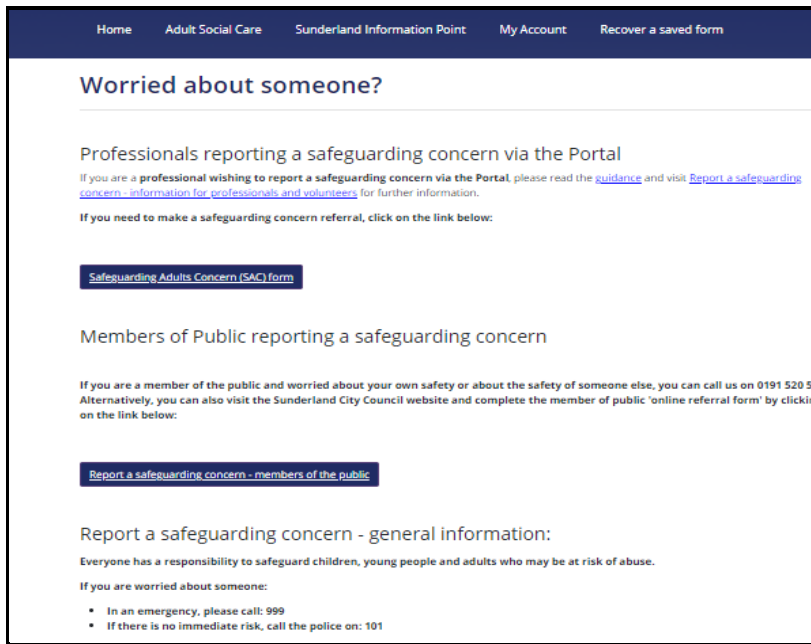 Home Adult Social Care Sunderland Information Point My Account Recover a saved form
Worried about someone?
Professionals reporting a safeguarding concern via the Portal
If you are a professional wishing to report a safeguarding concern via the Portal, please read the guidance and visit Report a safeguarding
concern - information for professionals and volunteers for further information.
If you need to make a safeguarding concern referral, click on the link below:
Safeguarding Adults Concern (SAC) form
Members of Public reporting a safeguarding concern
If you are a member of the public and worried about your own safety or about the safety of someone else, you can call us on 0191 520 5
Alternatively, you can also visit the Sunderland City Council website and complete the member of public 'online referral form' by clicki
on the link below:
Report a safeguarding concern - members of the public
Report a safeguarding concern - general information:
Everyone has a responsibility to safeguard children, young people and adults who may be at risk of abuse.
If you are worried about someone:
▪ In an emergency, please call: 999
▪ If there is no immediate risk, call the police on: 101